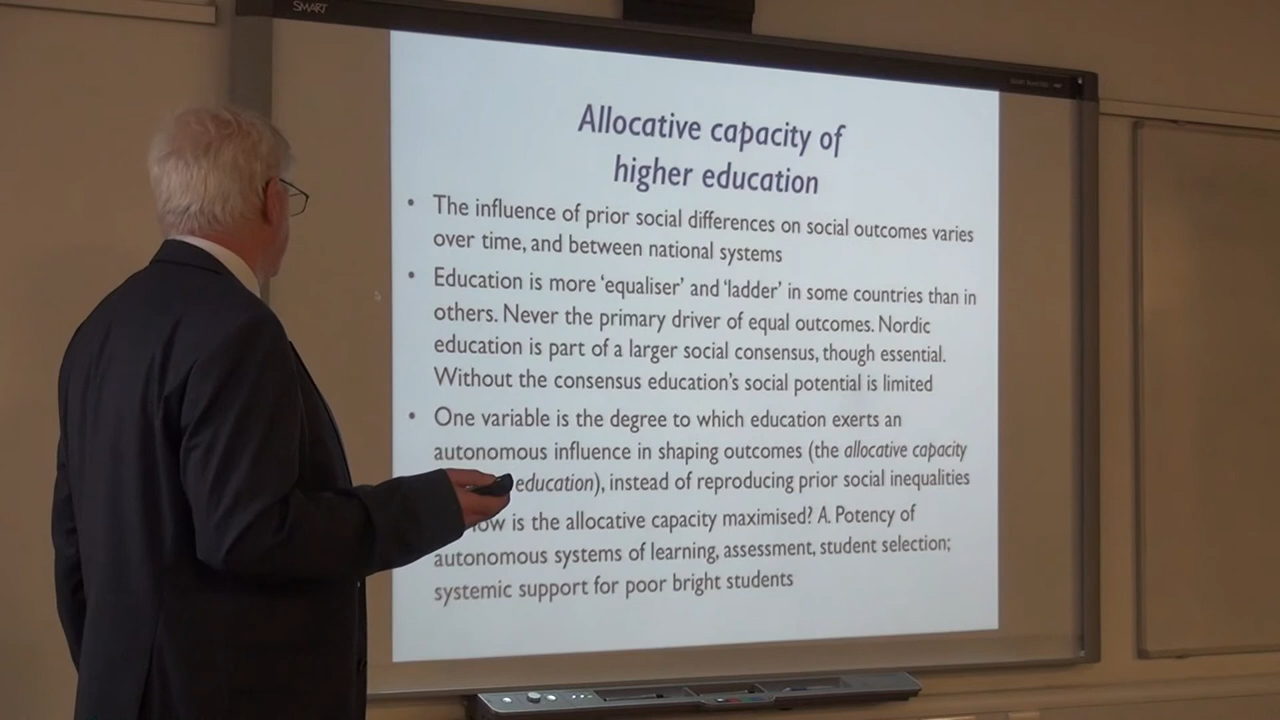 SMART
Allocative capacity of
higher education
• The influence of prior social differences on social outcomes varies
over time, and between national systems
• Education is more ‘equaliser’ and ‘ladder’ in some countries than in
others. Never the primary driver of equal outcomes. Nordic
education is part of a larger social consensus, though essential.
Without the consensus education’s social potential is limited
• One variable is the degree to which education exerts an
autonomous influence in shaping outcomes (the allocative capacity
education), instead of reproducing prior social inequalities
is the allocative capacity maximised? A. Potency of
autonomous systems of learning, assessment, student selection;
systemic support for poor bright students